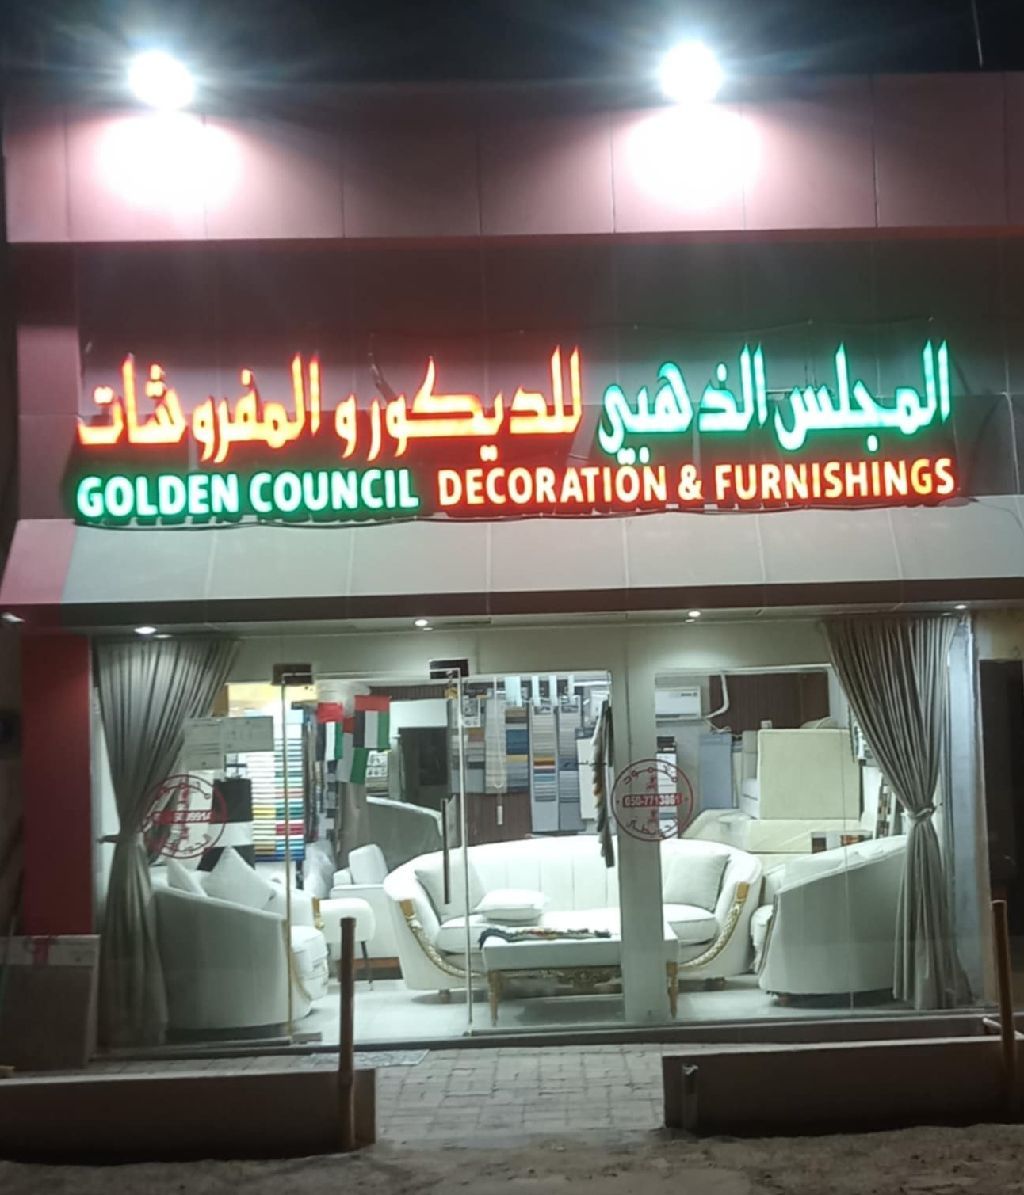 المجلس الذهبي للديكور و المفروشات
GOLDEN COUNCIL DECORATION & FURNISHINGS